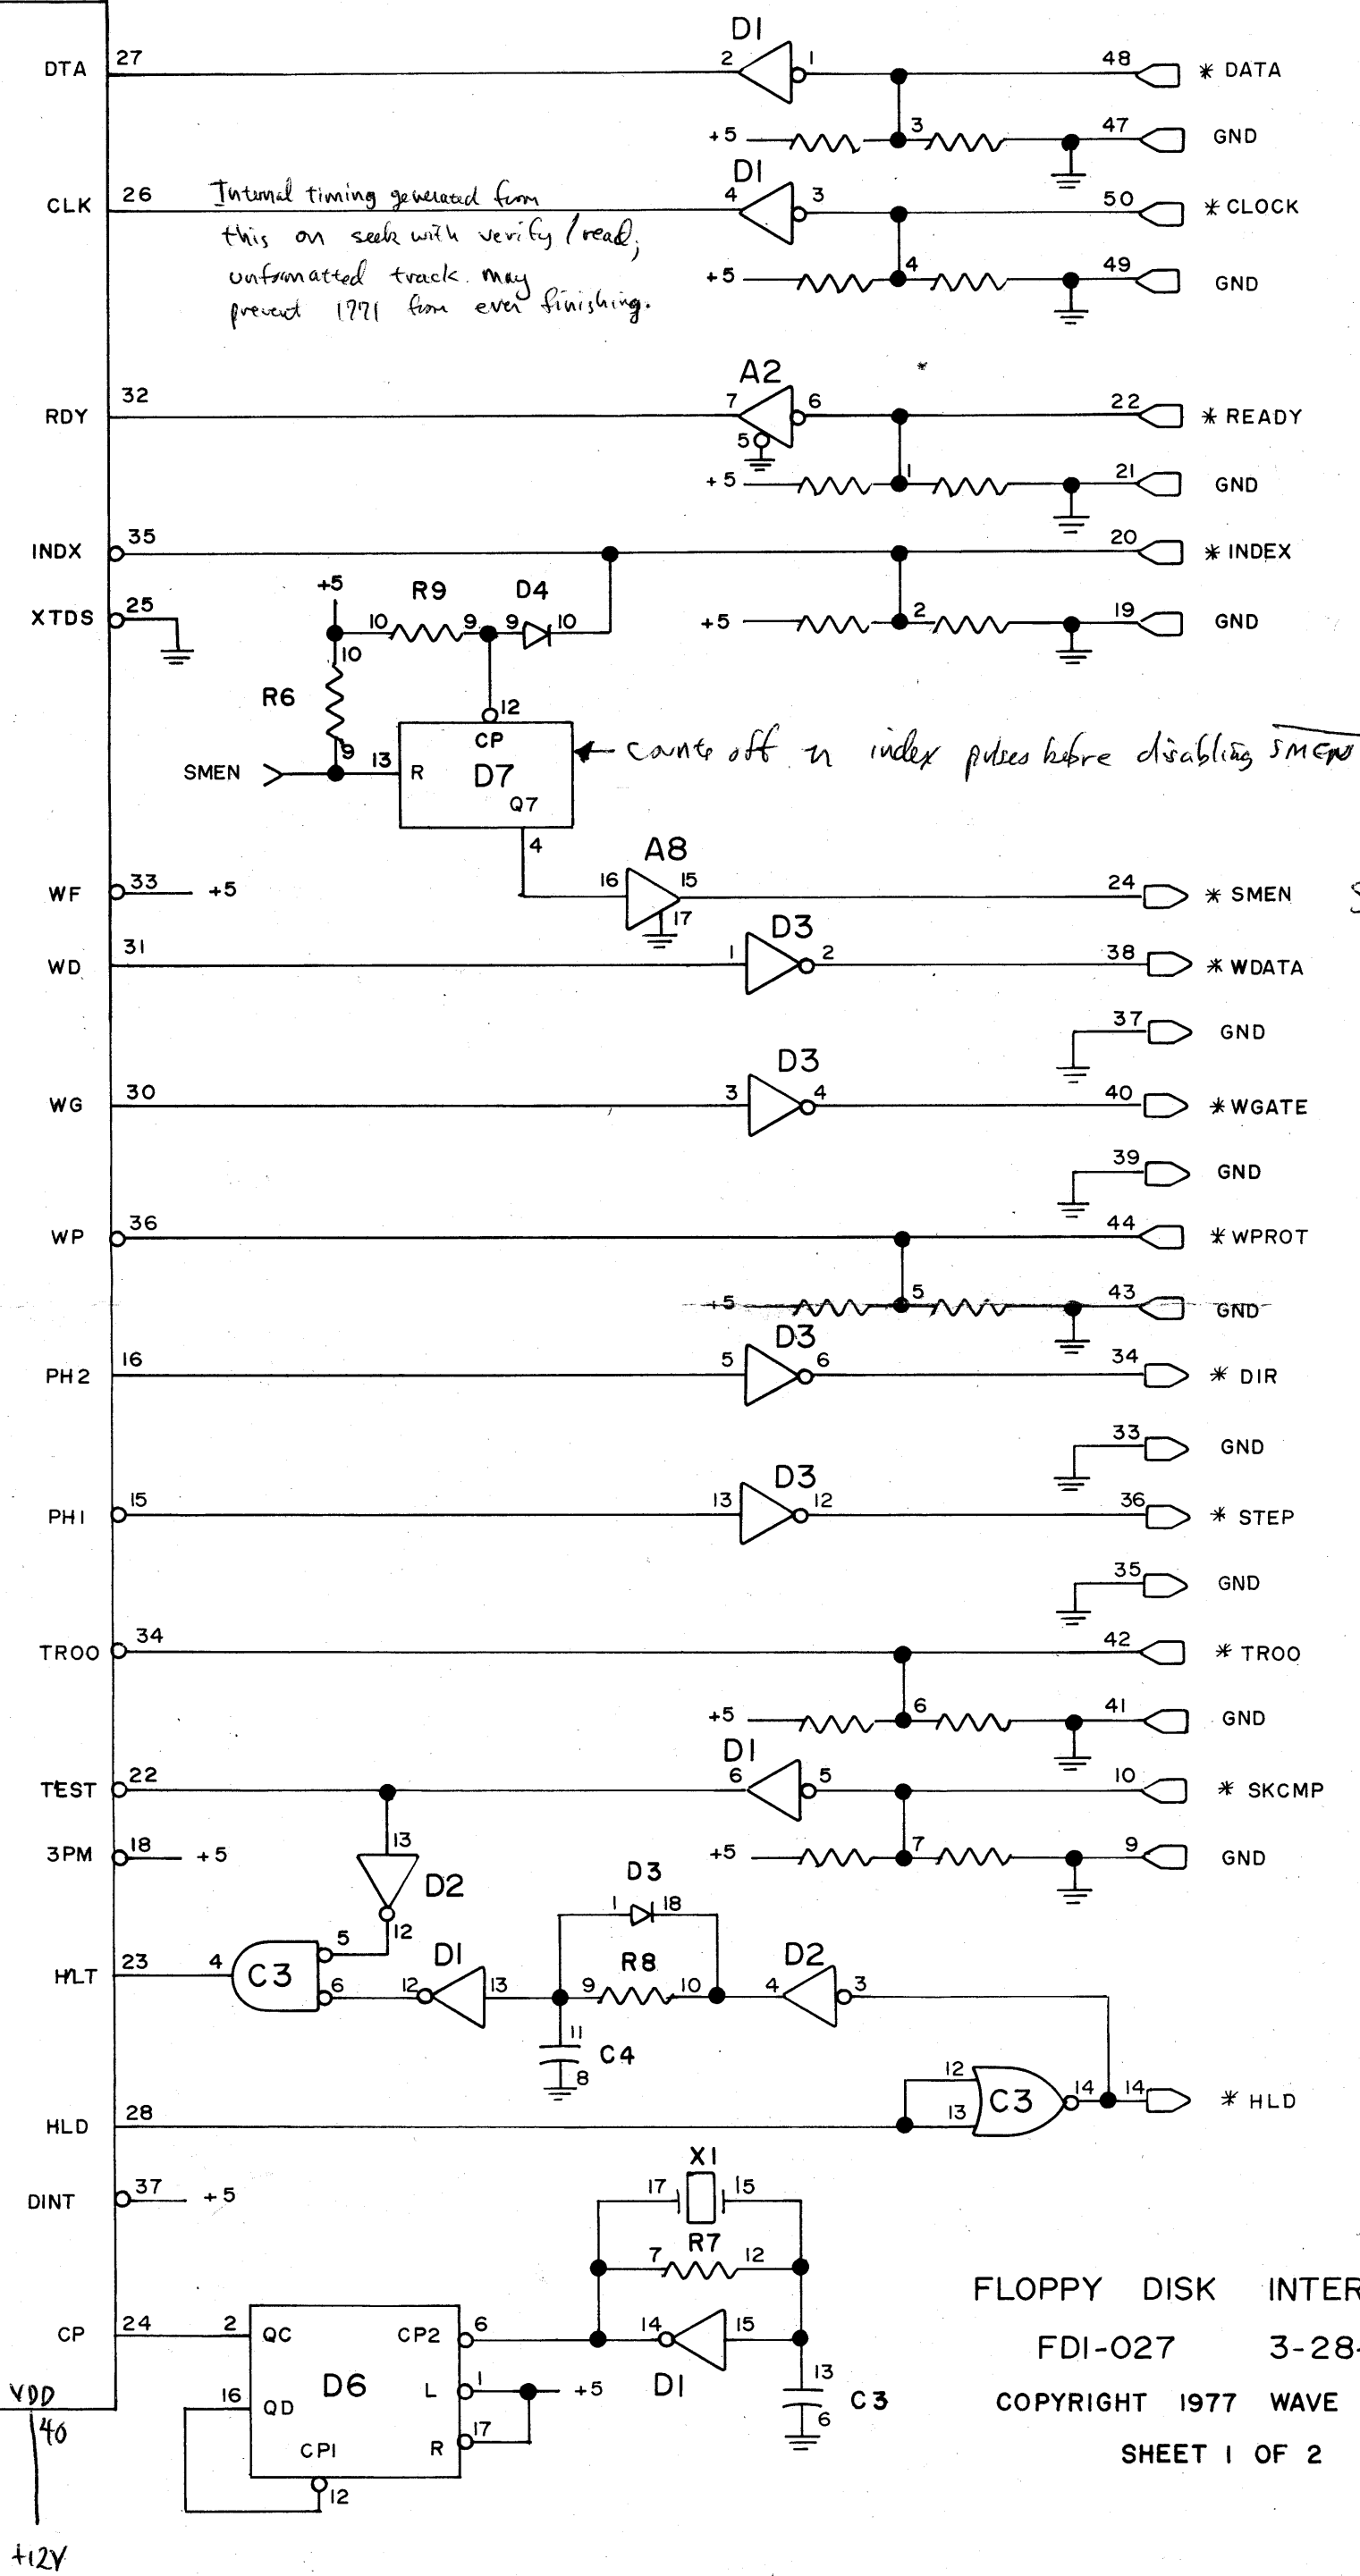 D1
DTA 27 2 1 48 * DATA
+5 3 47 GND
D1
CLK 26 4 3 50 * CLOCK
Internal timing generated from
this on seek with verify / read;
unformatted track may
prevent 1771 from ever finishing.
+5 4 49 GND
A2
RDY 32 7 6 22 * READY
5
+5 1 21 GND
INDX 35 20 * INDEX
+5 R9 D4
XTDS 25 10 9 9 10 +5 2 19 GND
10
R6
9 12
CP
SMEN 13 R D7
Q7
counts off n index pulses before disabling SMEN
4
A8
WF 33 +5 16 15 24 * SMEN
17
D3
WD 31 1 2 38 * WDATA
37 GND
D3
WG 30 3 4 40 * WGATE
39 GND
WP 36 44 * WPROT
+5 5 43 GND
D3
PH2 16 5 6 34 * DIR
33 GND
D3
PH1 15 13 12 36 * STEP
35 GND
TROO 34 42 * TROO
+5 6 41 GND
D1
TEST 22 6 5 10 * SKCMP
3PM 18 +5 13 +5 7 9 GND
D2 D3
12 1 18
5 D1 R8 D2
HLT 23 4 C3 6 12 13 9 10 4 3
11 C4
8
12 C3 14 14 * HLD
HLD 28 13
X1
DINT 37 +5 17 15
R7
7 12
FLOPPY DISK INTER
CP 24 2 QC CP2 6 14 15
FDI-027 3-28-
D6 L 1 +5 D1 13 C3
6
COPYRIGHT 1977 WAVE
VDD 16 QD
40 CP1 R 17
SHEET 1 OF 2
12
+12V